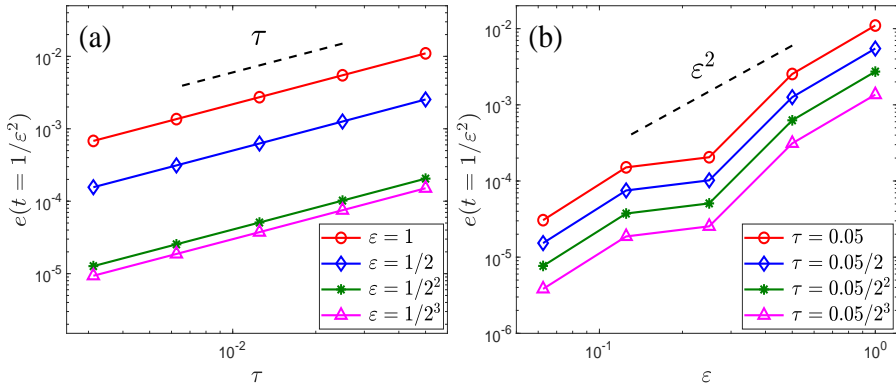 (a)
τ
10⁻²
10⁻³
10⁻⁴
10⁻⁵
e(t = 1/ε²)
ε = 1
ε = 1/2
ε = 1/2²
ε = 1/2³
10⁻²
τ
(b)
ε²
10⁻²
10⁻³
10⁻⁴
10⁻⁵
10⁻⁶
e(t = 1/ε²)
τ = 0.05
τ = 0.05/2
τ = 0.05/2²
τ = 0.05/2³
10⁻¹
10⁰
ε